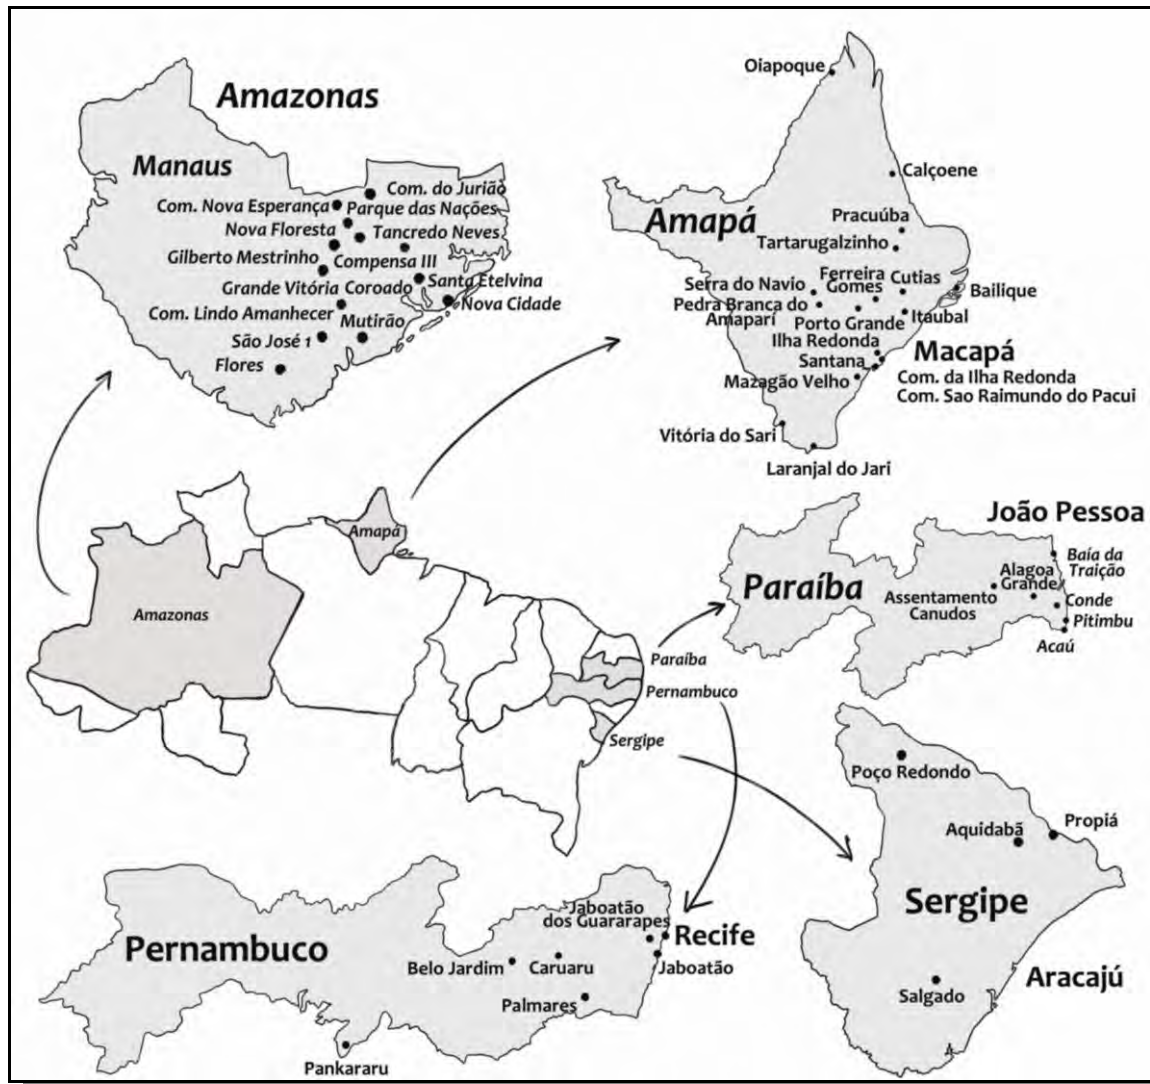 Amazonas
Manaus
Com. do Jurião
Com. Nova Esperança
Parque das Nações
Nova Floresta
Tancredo Neves
Gilberto Mestrinho
Compensa III
Grande Vitória
Coroado
Santa Etelvina
Nova Cidade
Com. Lindo Amanhecer
Mutirão
São José 1
Flores
Oiapoque
Calçoene
Amapá
Pracuúba
Tartarugalzinho
Serra do Navio
Ferreira
Gomes
Cutias
Bailique
Pedra Branca do
Amaparí
Porto Grande
Itaubal
Ilha Redonda
Santana
Macapá
Mazagão Velho
Com. da Ilha Redonda
Com. Sao Raimundo do Pacui
Vitória do Sari
Laranjal do Jari
Amapá
Amazonas
Paraíba
Pernambuco
Sergipe
João Pessoa
Paraíba
Baía da
Traição
Alagoa
Grande
Assentamento
Canudos
Conde
Pitimbu
Acaú
Poço Redondo
Aquidabã
Propiá
Sergipe
Aracajú
Salgado
Pernambuco
Jaboatão
dos Guararapes
Recife
Belo Jardim
Caruaru
Jaboatão
Palmares
Pankararu